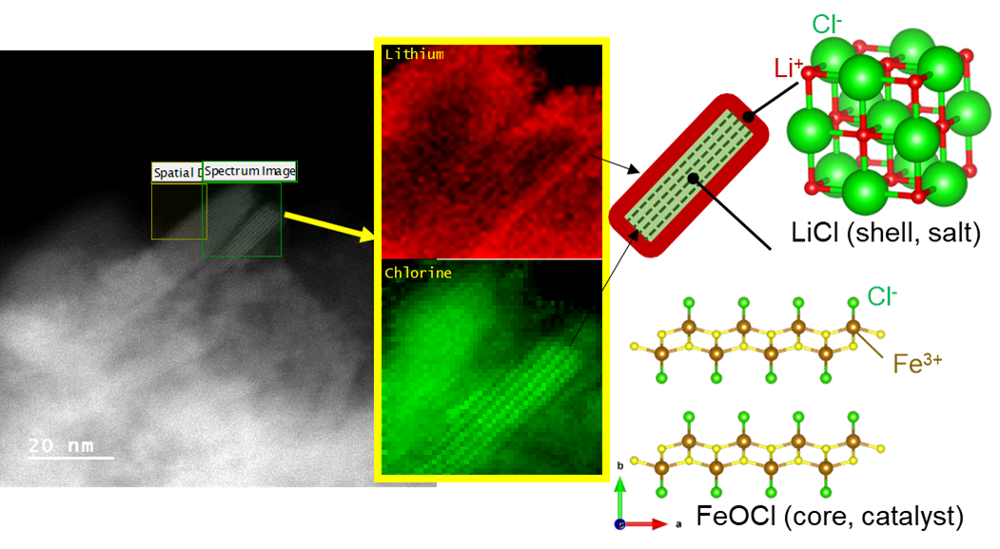 Spatial D
Spectrum Image
20 nm
Lithium
Chlorine
Cl-
Li+
LiCl (shell, salt)
Cl-
Fe3+
b
a
FeOCl (core, catalyst)